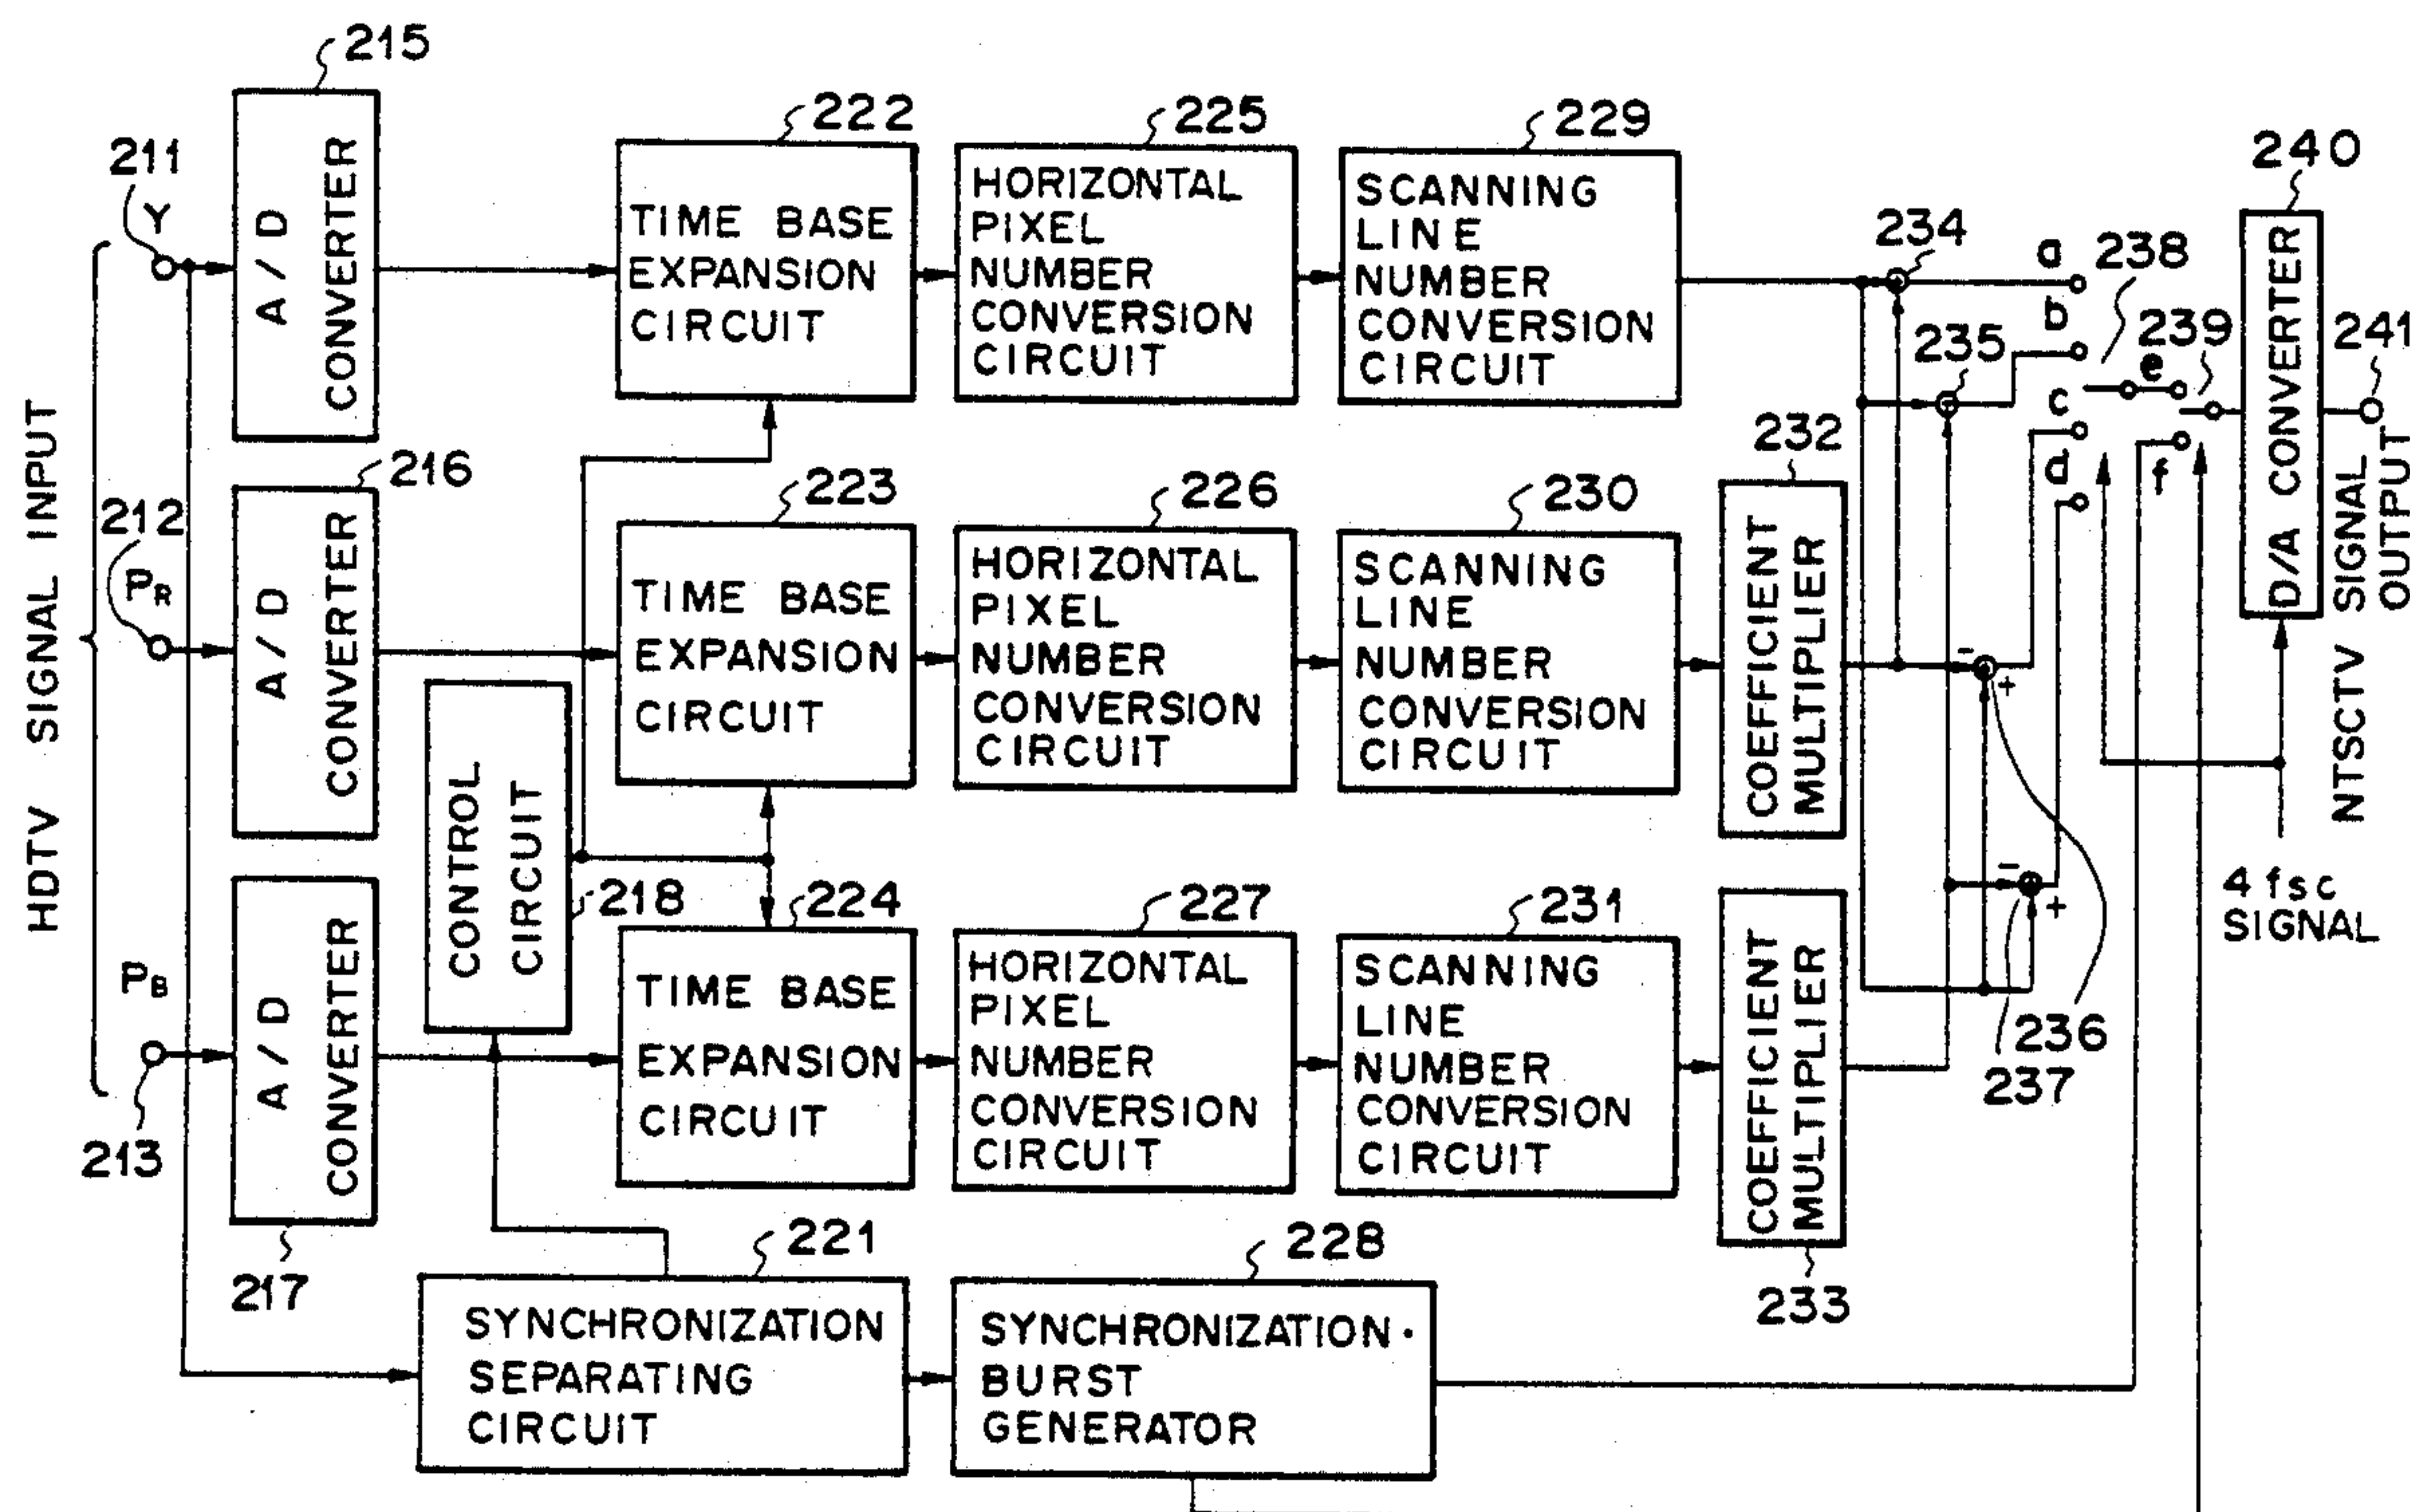 HDTV SIGNAL INPUT
211
Y
212
PR
PB
213
215
A/D
CONVERTER
216
A/D
CONVERTER
A/D
CONVERTER
217
CONTROL
CIRCUIT
218
222
TIME BASE
EXPANSION
CIRCUIT
223
TIME BASE
EXPANSION
CIRCUIT
224
TIME BASE
EXPANSION
CIRCUIT
221
SYNCHRONIZATION
SEPARATING
CIRCUIT
225
HORIZONTAL
PIXEL
NUMBER
CONVERSION
CIRCUIT
226
HORIZONTAL
PIXEL
NUMBER
CONVERSION
CIRCUIT
227
HORIZONTAL
PIXEL
NUMBER
CONVERSION
CIRCUIT
228
SYNCHRONIZATION·
BURST
GENERATOR
229
SCANNING
LINE
NUMBER
CONVERSION
CIRCUIT
230
SCANNING
LINE
NUMBER
CONVERSION
CIRCUIT
231
SCANNING
LINE
NUMBER
CONVERSION
CIRCUIT
232
COEFFICIENT
MULTIPLIER
COEFFICIENT
MULTIPLIER
233
234
235
-
+
-
+
236
237
a
b
c
d
238
e
f
239
240
D/A CONVERTER
241
NTSCTV SIGNAL
OUTPUT
4 fsc
SIGNAL